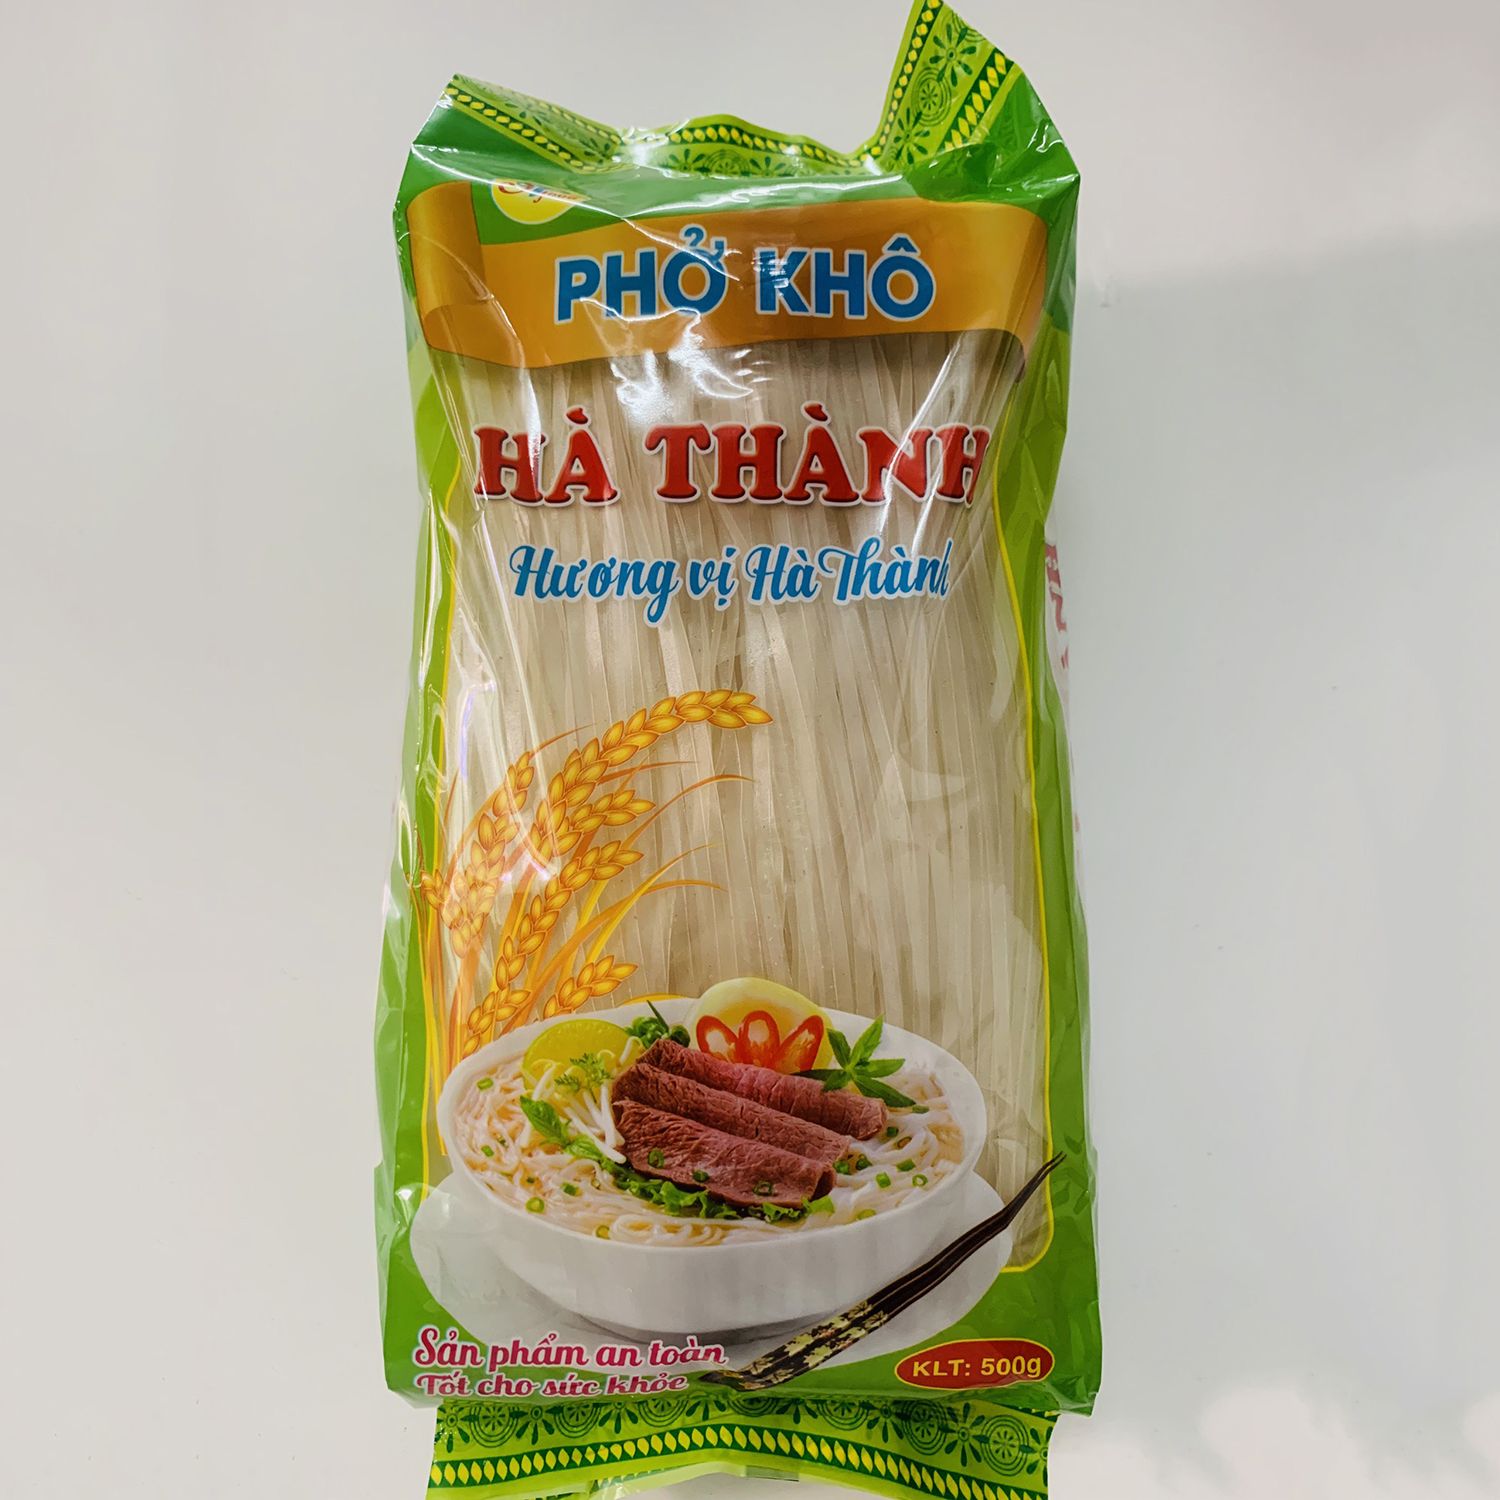 PHỞ KHÔ
HÀ THÀNH
Hương vị Hà Thành
Sản phẩm an toàn
Tốt cho sức khỏe
KLT: 500g